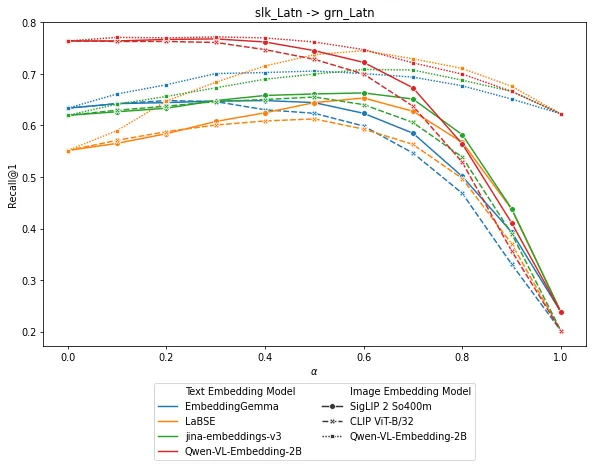 slk_Latn -> grn_Latn
Recall@1
0.8
0.7
0.6
0.5
0.4
0.3
0.2
0.0 0.2 0.4 0.6 0.8 1.0
α
Text Embedding Model Image Embedding Model
EmbeddingGemma SigLIP 2 So400m
LaBSE CLIP ViT-B/32
jina-embeddings-v3 Qwen-VL-Embedding-2B
Qwen-VL-Embedding-2B